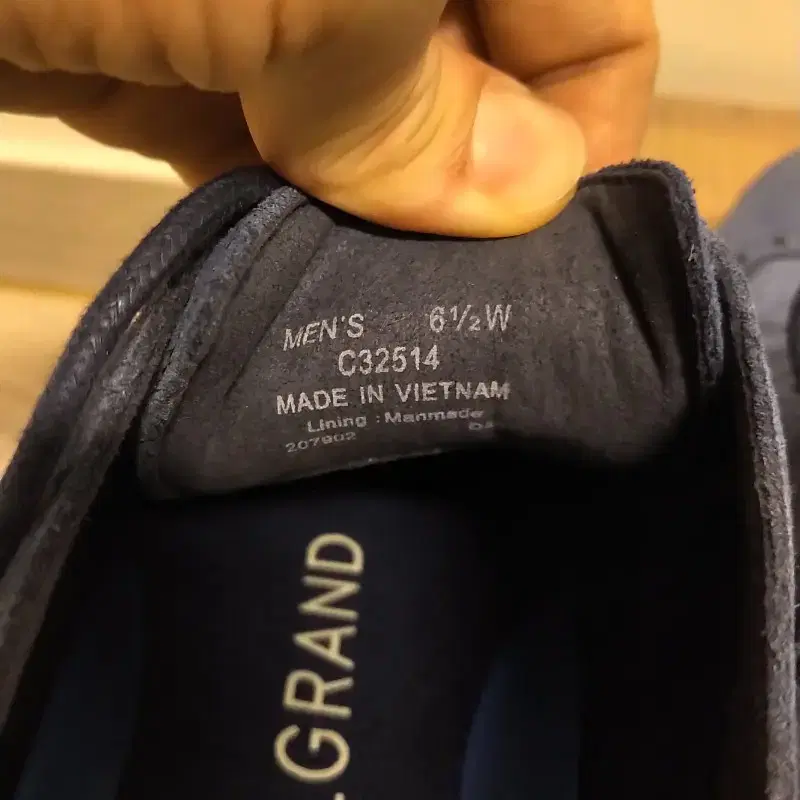 MEN'S 6½W
C32514
MADE IN VIETNAM
Lining : Manmade
207902
.GRAND